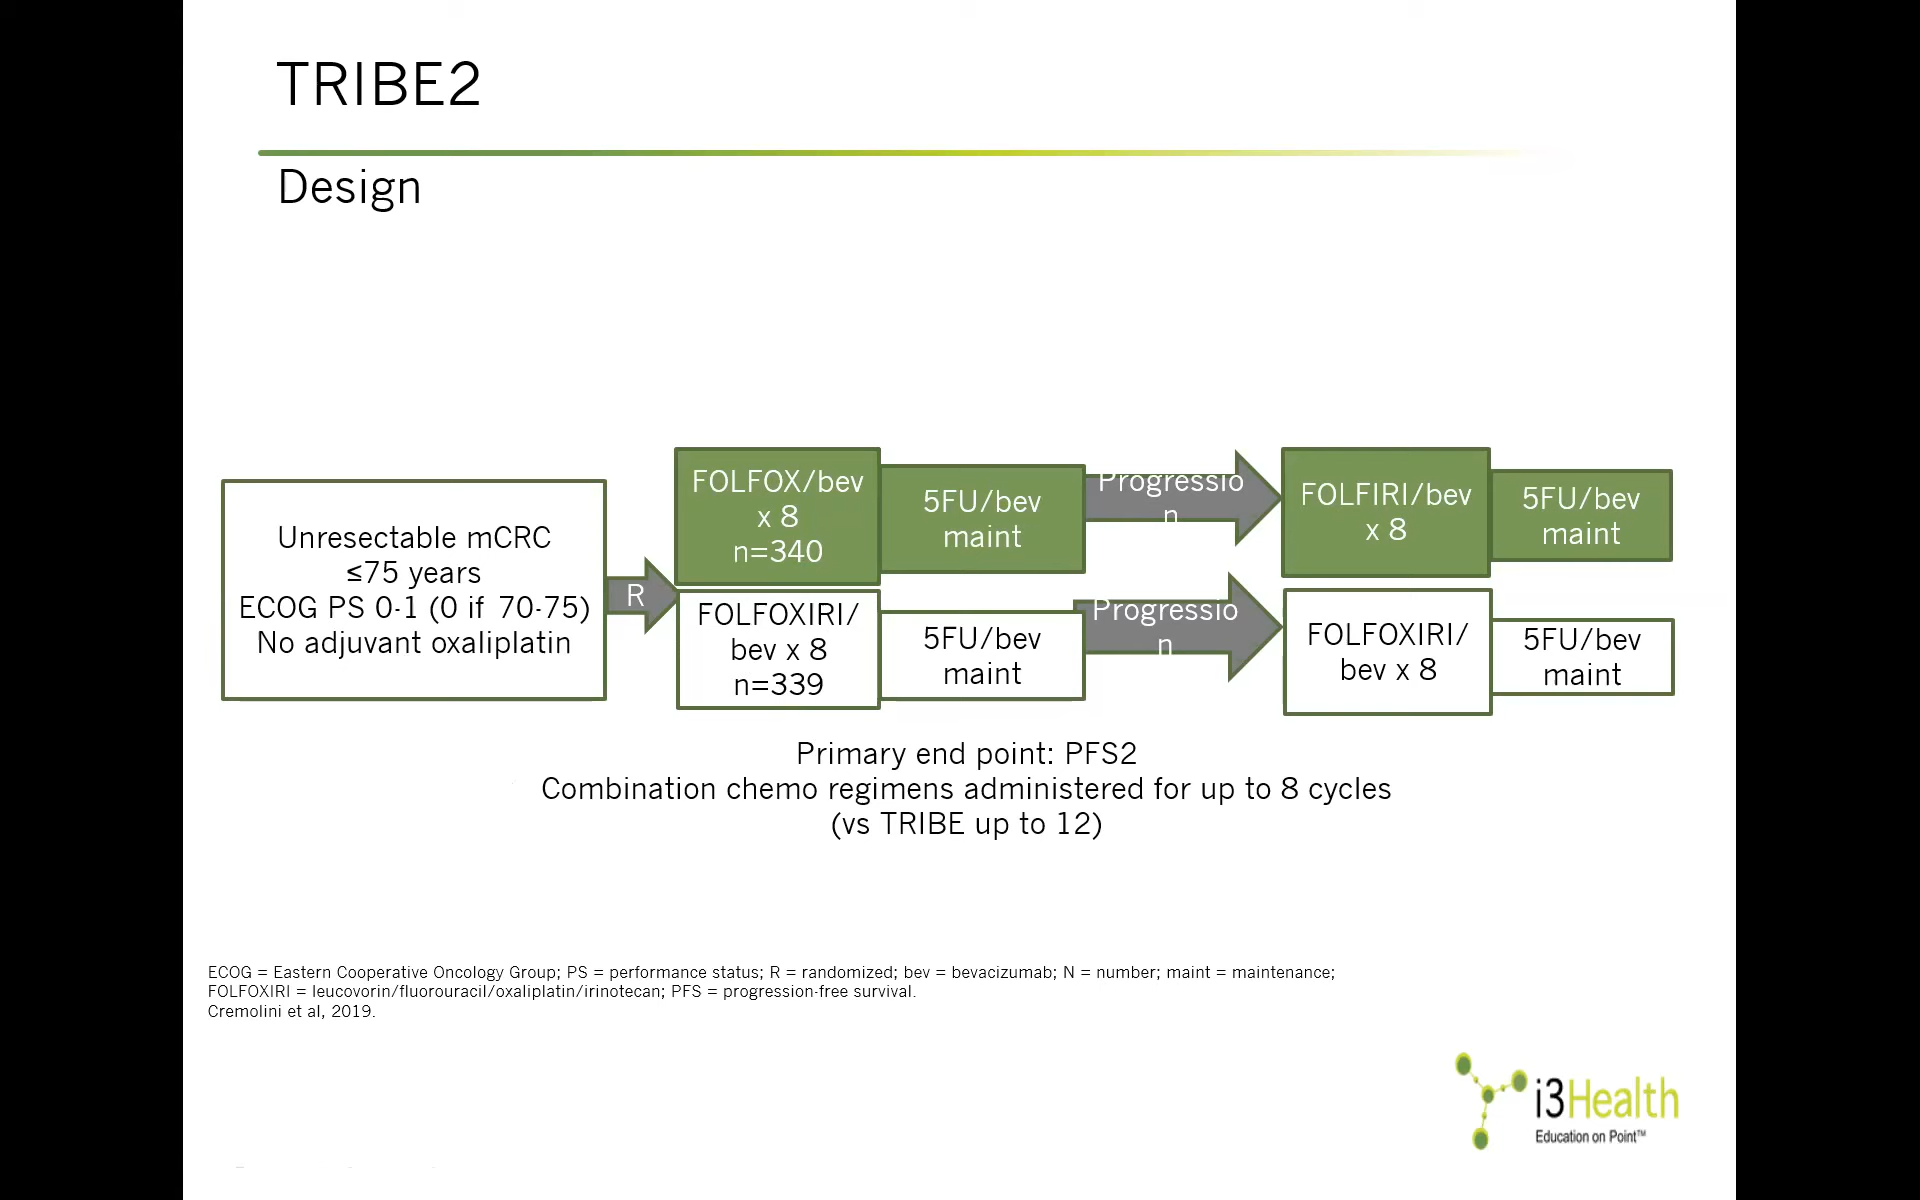 TRIBE2
Design
Unresectable mCRC
≤75 years
ECOG PS 0-1 (0 if 70-75)
No adjuvant oxaliplatin
R
FOLFOX/bev
x 8
n=340
5FU/bev
maint
Progressio
n
FOLFIRI/bev
x 8
5FU/bev
maint
FOLFOXIRI/
bev x 8
n=339
5FU/bev
maint
Progressio
n
FOLFOXIRI/
bev x 8
5FU/bev
maint
Primary end point: PFS2
Combination chemo regimens administered for up to 8 cycles
(vs TRIBE up to 12)
ECOG = Eastern Cooperative Oncology Group; PS = performance status; R = randomized; bev = bevacizumab; N = number; maint = maintenance;
FOLFOXIRI = leucovorin/fluorouracil/oxaliplatin/irinotecan; PFS = progression-free survival.
Cremolini et al, 2019.
i3Health
Education on Point™